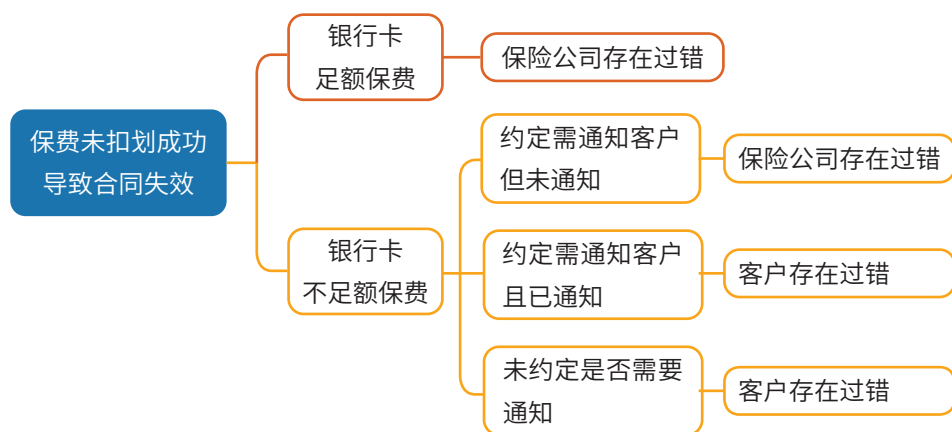 保费未扣划成功
导致合同失效
银行卡
足额保费
保险公司存在过错
银行卡
不足额保费
约定需通知客户
但未通知
保险公司存在过错
约定需通知客户
且已通知
客户存在过错
未约定是否需要
通知
客户存在过错